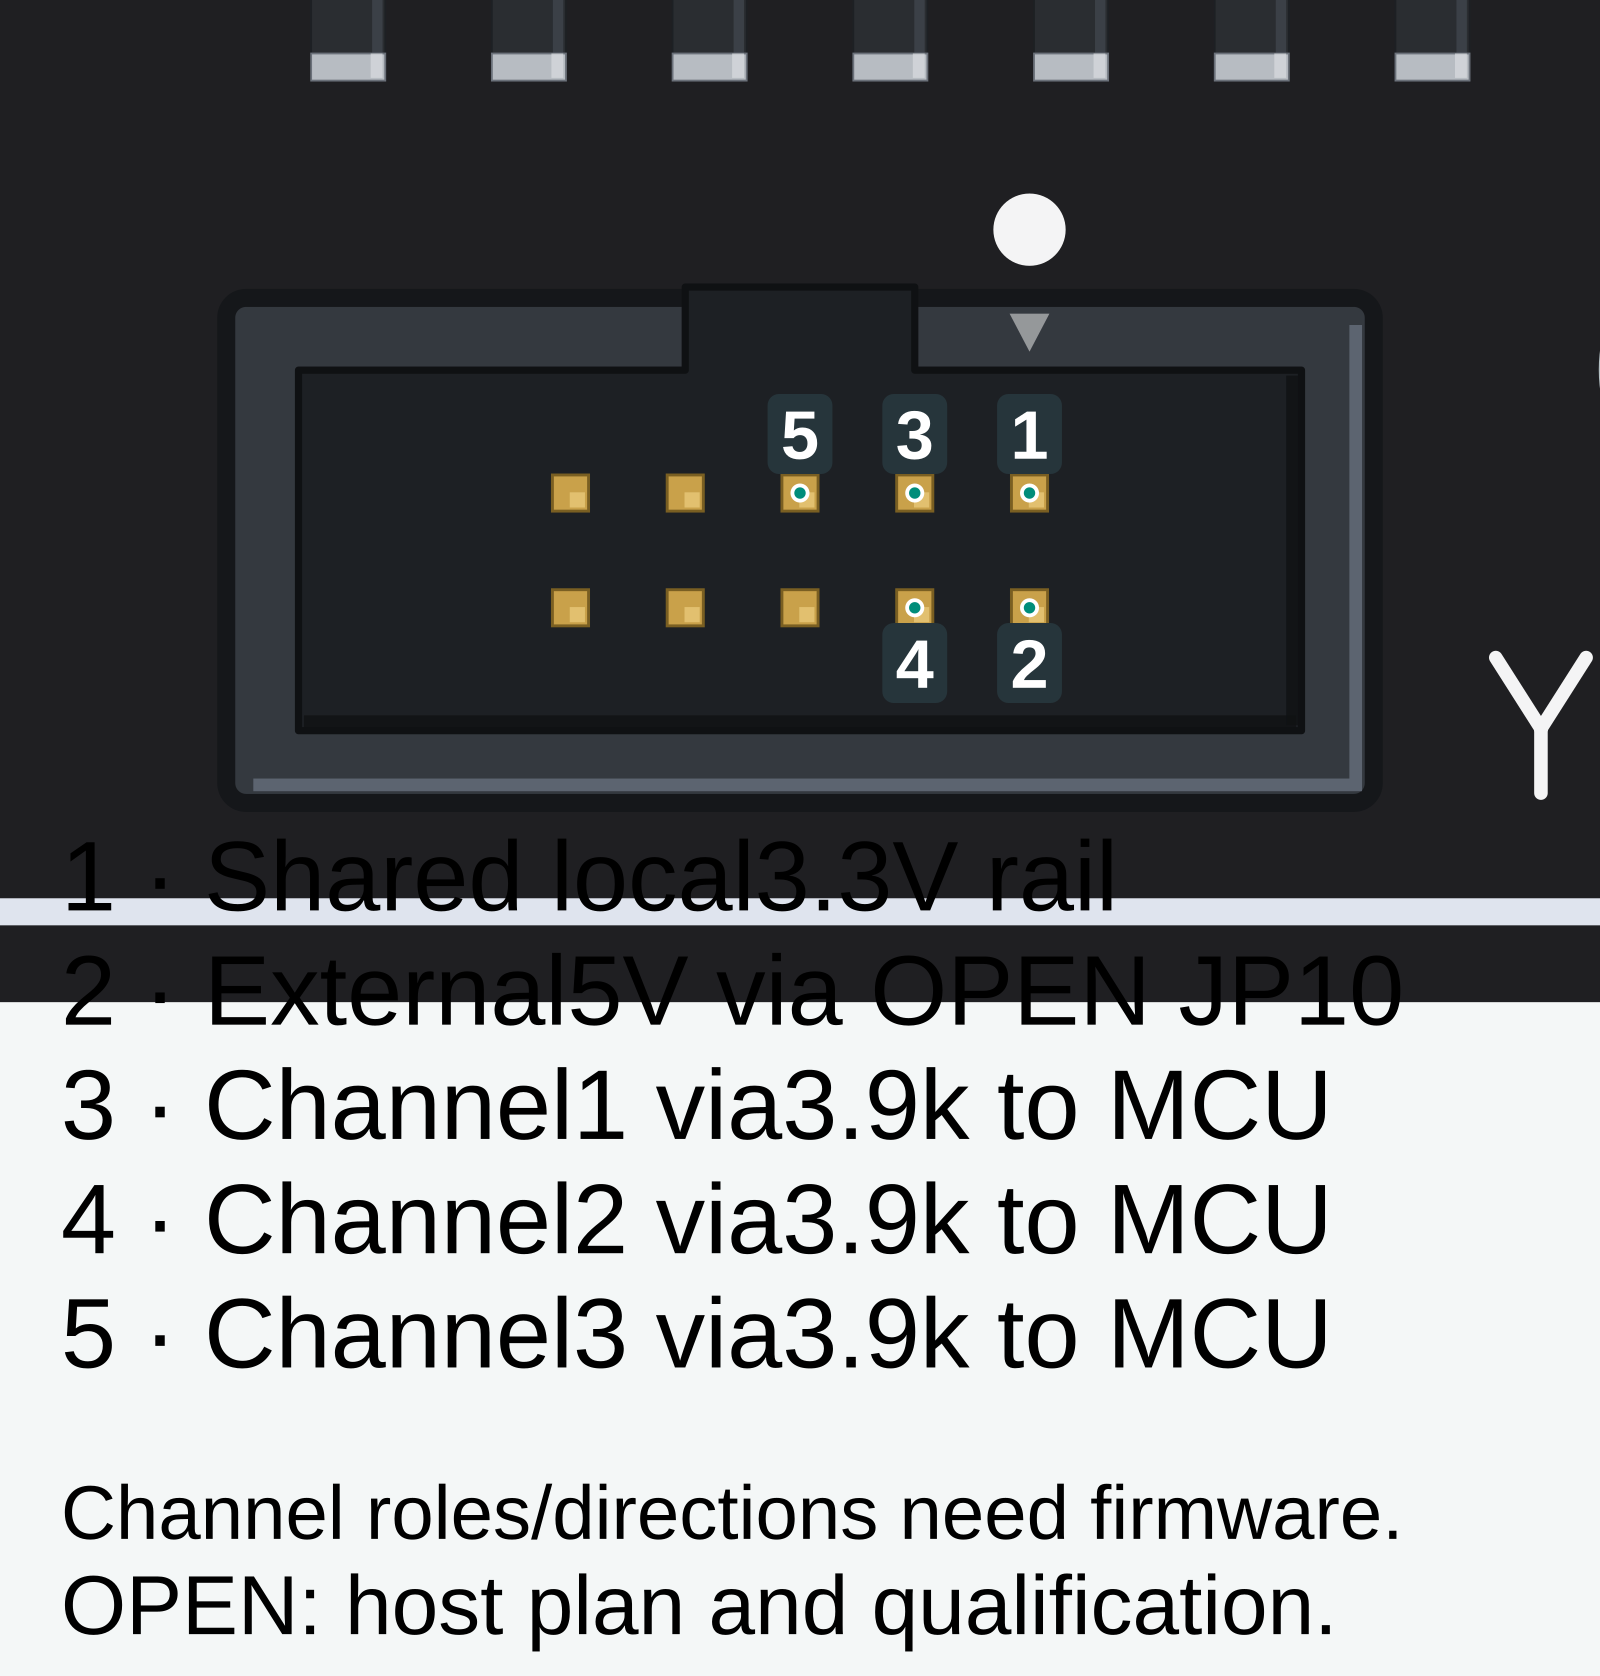 5 3 1
4 2
Y
1 · Shared local3.3V rail
2 · External5V via OPEN JP10
3 · Channel1 via3.9k to MCU
4 · Channel2 via3.9k to MCU
5 · Channel3 via3.9k to MCU
Channel roles/directions need firmware.
OPEN: host plan and qualification.